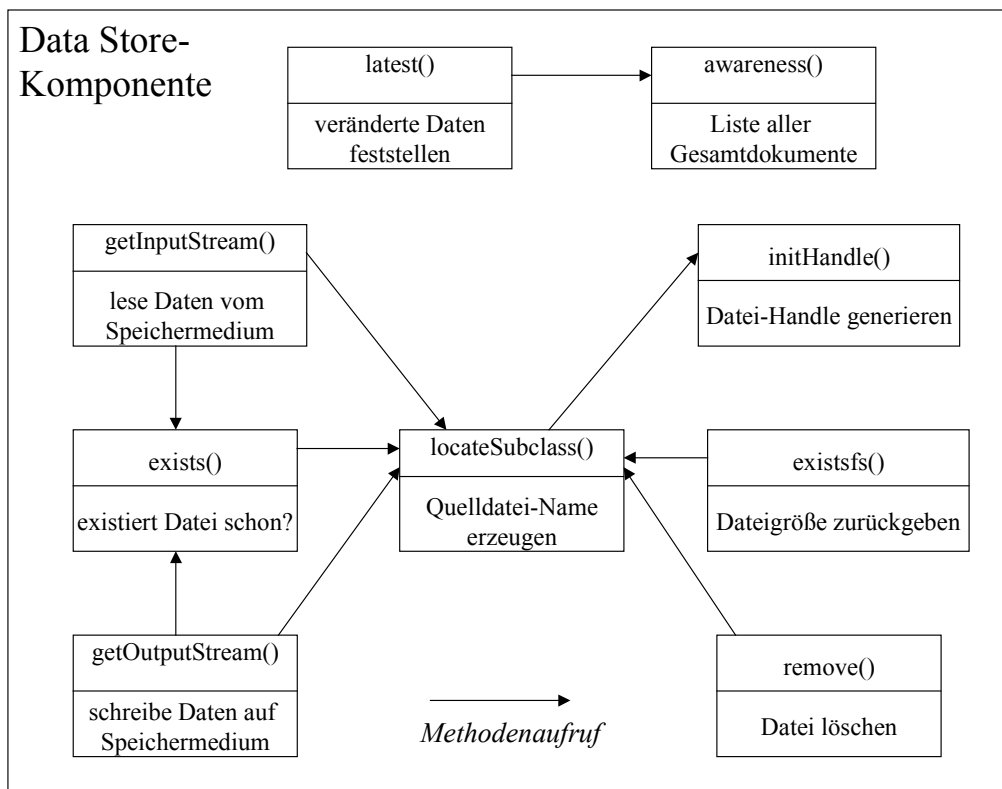 Data Store-
Komponente
latest()
veränderte Daten
feststellen
awareness()
Liste aller
Gesamtdokumente
getInputStream()
lese Daten vom
Speichermedium
initHandle()
Datei-Handle generieren
exists()
existiert Datei schon?
locateSubclass()
Quelldatei-Name
erzeugen
existsfs()
Dateigröße zurückgeben
getOutputStream()
schreibe Daten auf
Speichermedium
Methodenaufruf
remove()
Datei löschen